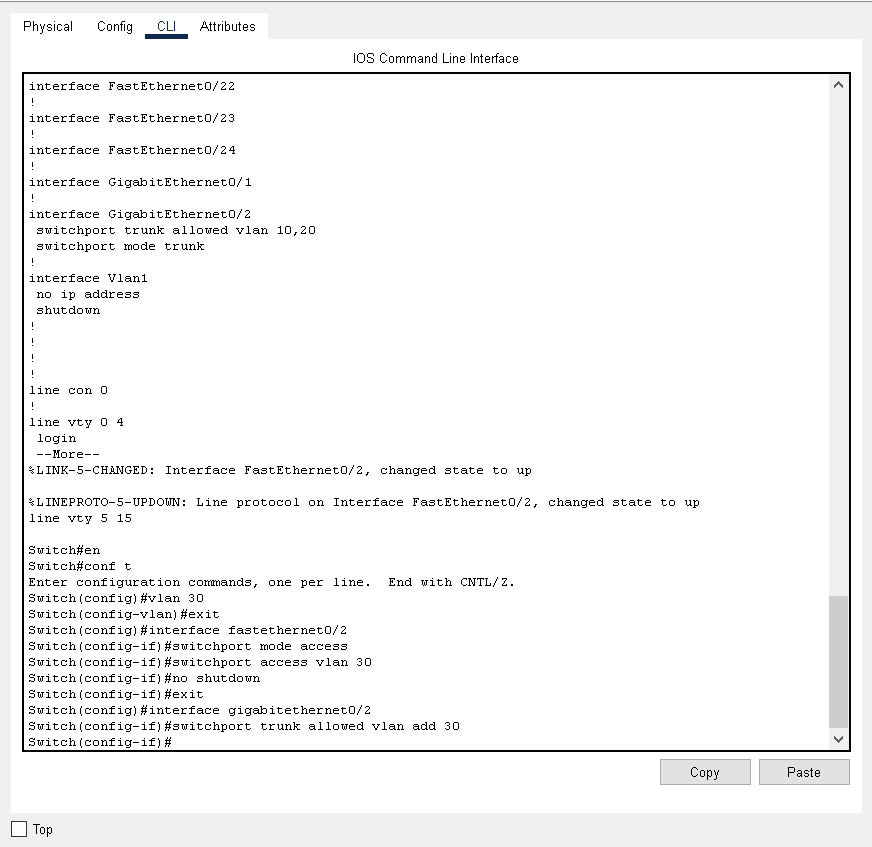 Physical Config CLI Attributes
IOS Command Line Interface
interface FastEthernet0/22
!
interface FastEthernet0/23
!
interface FastEthernet0/24
!
interface GigabitEthernet0/1
!
interface GigabitEthernet0/2
 switchport trunk allowed vlan 10,20
 switchport mode trunk
!
interface Vlan1
 no ip address
 shutdown
!
!
!
!
line con 0
!
line vty 0 4
 login
 --More--
%LINK-5-CHANGED: Interface FastEthernet0/2, changed state to up
%LINEPROTO-5-UPDOWN: Line protocol on Interface FastEthernet0/2, changed state to up
line vty 5 15
Switch#en
Switch#conf t
Enter configuration commands, one per line.  End with CNTL/Z.
Switch(config)#vlan 30
Switch(config-vlan)#exit
Switch(config)#interface fastethernet0/2
Switch(config-if)#switchport mode access
Switch(config-if)#switchport access vlan 30
Switch(config-if)#no shutdown
Switch(config-if)#exit
Switch(config)#interface gigabitethernet0/2
Switch(config-if)#switchport trunk allowed vlan add 30
Switch(config-if)#
Copy Paste
Top